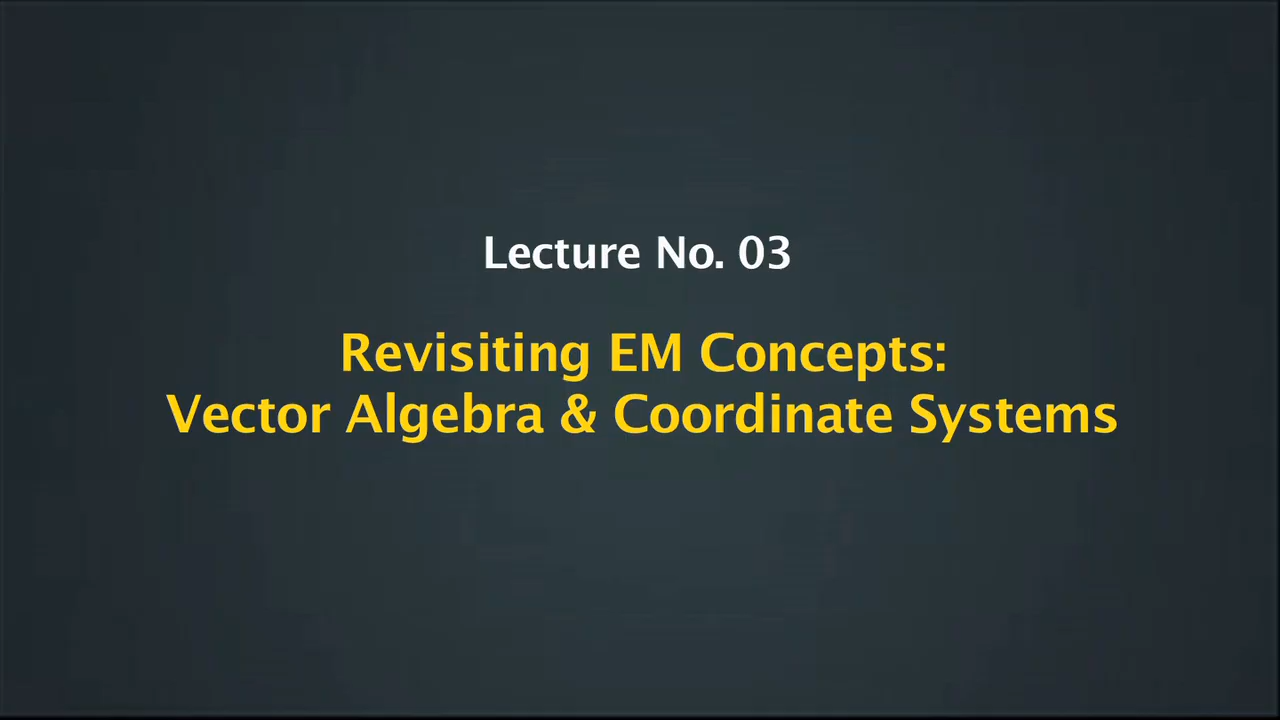 Lecture No. 03
Revisiting EM Concepts:
Vector Algebra & Coordinate Systems